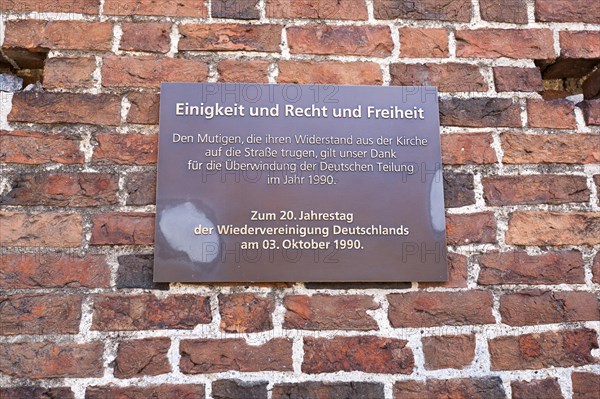 Einigkeit und Recht und Freiheit
Den Mutigen, die ihren Widerstand aus der Kirche
auf die Straße trugen, gilt unser Dank
für die Überwindung der Deutschen Teilung
im Jahr 1990.
Zum 20. Jahrestag
der Wiedervereinigung Deutschlands
am 03. Oktober 1990.